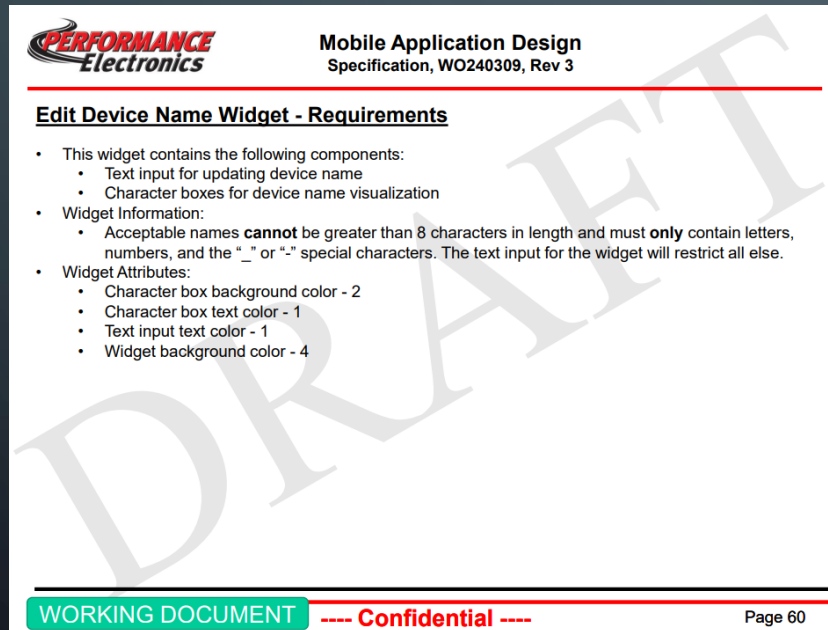 PERFORMANCE
Electronics
Mobile Application Design
Specification, WO240309, Rev 3
Edit Device Name Widget - Requirements
• This widget contains the following components:
• Text input for updating device name
• Character boxes for device name visualization
• Widget Information:
• Acceptable names cannot be greater than 8 characters in length and must only contain letters,
numbers, and the “_” or “-” special characters. The text input for the widget will restrict all else.
• Widget Attributes:
• Character box background color - 2
• Character box text color - 1
• Text input text color - 1
• Widget background color - 4
DRAFT
WORKING DOCUMENT
---- Confidential ----
Page 60